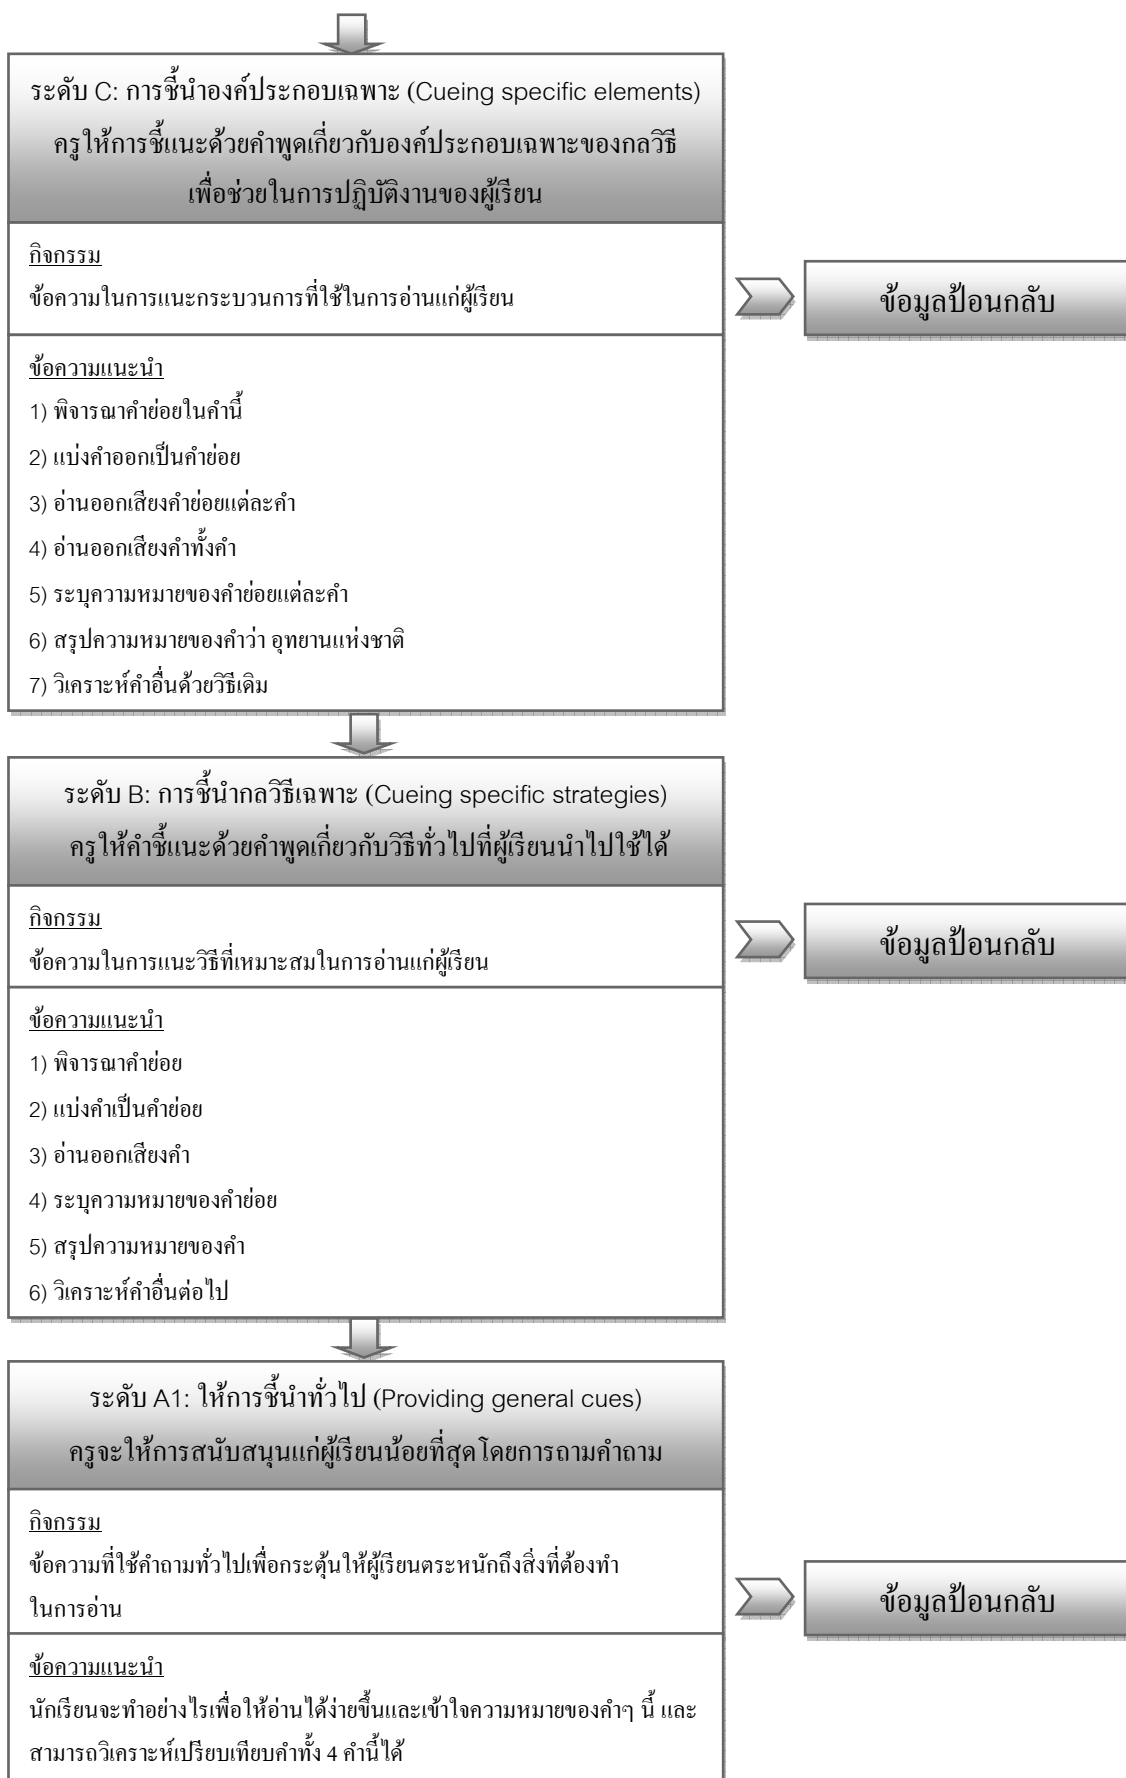 ระดับ C: การชี้นำองค์ประกอบเฉพาะ (Cueing specific elements)
ครูให้การชี้แนะด้วยคำพูดเกี่ยวกับองค์ประกอบเฉพาะของกลวิธี
เพื่อช่วยในการปฏิบัติงานของผู้เรียน
กิจกรรม
ข้อความในการแนะกระบวนการที่ใช้ในการอ่านแก่ผู้เรียน
ข้อมูลป้อนกลับ
ข้อความแนะนำ
1) พิจารณาคำย่อยในคำนี้
2) แบ่งคำออกเป็นคำย่อย
3) อ่านออกเสียงคำย่อยแต่ละคำ
4) อ่านออกเสียงคำทั้งคำ
5) ระบุความหมายของคำย่อยแต่ละคำ
6) สรุปความหมายของคำว่า อุทยานแห่งชาติ
7) วิเคราะห์คำอื่นด้วยวิธีเดิม
ระดับ B: การชี้นำกลวิธีเฉพาะ (Cueing specific strategies)
ครูให้คำชี้แนะด้วยคำพูดเกี่ยวกับวิธีทั่วไปที่ผู้เรียนนำไปใช้ได้
กิจกรรม
ข้อความในการแนะวิธีที่เหมาะสมในการอ่านแก่ผู้เรียน
ข้อมูลป้อนกลับ
ข้อความแนะนำ
1) พิจารณาคำย่อย
2) แบ่งคำเป็นคำย่อย
3) อ่านออกเสียงคำ
4) ระบุความหมายของคำย่อย
5) สรุปความหมายของคำ
6) วิเคราะห์คำอื่นต่อไป
ระดับ A1: ให้การชี้นำทั่วไป (Providing general cues)
ครูจะให้การสนับสนุนแก่ผู้เรียนน้อยที่สุดโดยการถามคำถาม
กิจกรรม
ข้อความที่ใช้คำถามทั่วไปเพื่อกระตุ้นให้ผู้เรียนตระหนักถึงสิ่งที่ต้องทำ
ในการอ่าน
ข้อมูลป้อนกลับ
ข้อความแนะนำ
นักเรียนจะทำอย่างไรเพื่อให้อ่านได้ง่ายขึ้นและเข้าใจความหมายของคำๆ นี้ และ
สามารถวิเคราะห์เปรียบเทียบคำทั้ง 4 คำนี้ได้